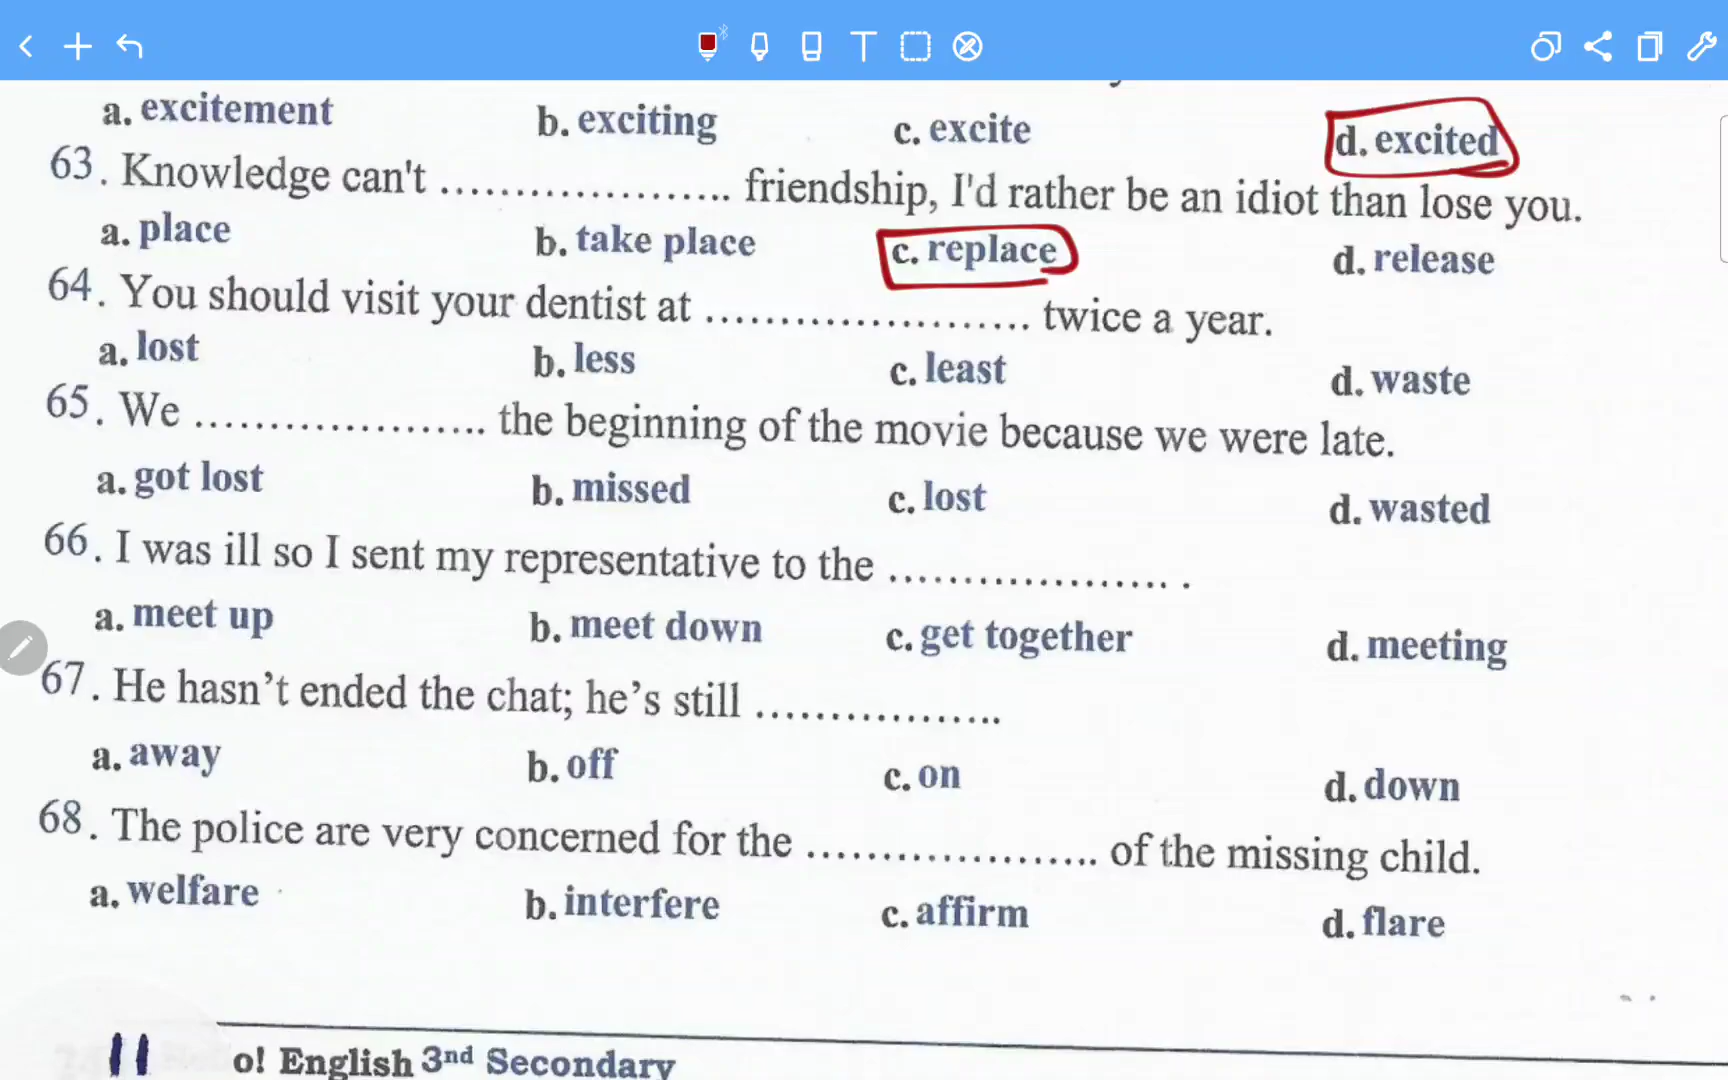 a. excitement b. exciting c. excite d. excited
63. Knowledge can't .................... friendship, I'd rather be an idiot than lose you.
a. place b. take place c. replace d. release
64. You should visit your dentist at ...................... twice a year.
a. lost b. less c. least d. waste
65. We .................... the beginning of the movie because we were late.
a. got lost b. missed c. lost d. wasted
66. I was ill so I sent my representative to the .................... .
a. meet up b. meet down c. get together d. meeting
67. He hasn’t ended the chat; he’s still .................
a. away b. off c. on d. down
68. The police are very concerned for the .................... of the missing child.
a. welfare b. interfere c. affirm d. flare
11 o! English 3nd Secondary